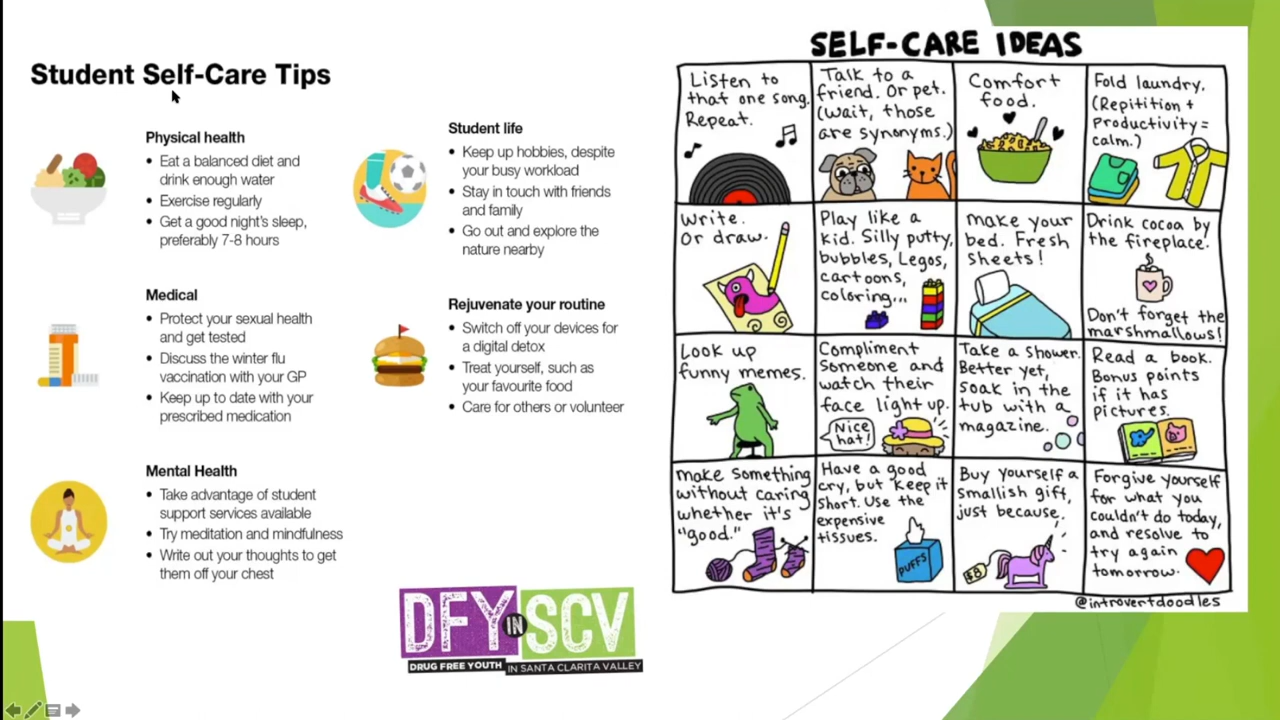 Student Self-Care Tips
Physical health
• Eat a balanced diet and
drink enough water
• Exercise regularly
• Get a good night's sleep,
preferably 7-8 hours
Medical
• Protect your sexual health
and get tested
• Discuss the winter flu
vaccination with your GP
• Keep up to date with your
prescribed medication
Mental Health
• Take advantage of student
support services available
• Try meditation and mindfulness
• Write out your thoughts to get
them off your chest
Student life
• Keep up hobbies, despite
your busy workload
• Stay in touch with friends
and family
• Go out and explore the
nature nearby
Rejuvenate your routine
• Switch off your devices for
a digital detox
• Treat yourself, such as
your favourite food
• Care for others or volunteer
DFY IN SCV
DRUG FREE YOUTH IN SANTA CLARITA VALLEY
SELF-CARE IDEAS
Listen to
that one song.
Repeat.
Talk to a
friend. Or pet.
(Wait, those
are synonyms.)
Comfort
food.
Fold laundry.
(Repitition +
Productivity =
calm.)
Write.
Or draw.
Play like a
kid. Silly putty,
bubbles, Legos,
cartoons,
coloring...
make your
bed. Fresh
sheets!
Drink cocoa by
the fireplace.
Don't forget the
marshmallows!
Look up
funny memes.
Compliment
Someone and
watch their
face light up.
Nice
hat!
Take a shower.
Better yet,
soak in the
tub with a
magazine.
Read a book.
Bonus points
if it has
pictures.
make something
without caring
whether it's
"good."
Have a good
cry, but keep it
short. Use the
expensive
tissues.
PUFFS
Buy yourself a
smallish gift,
just because.
$8
Forgive yourself
for what you
couldn't do today,
and resolve to
try again
tomorrow.
@introvertdoodles